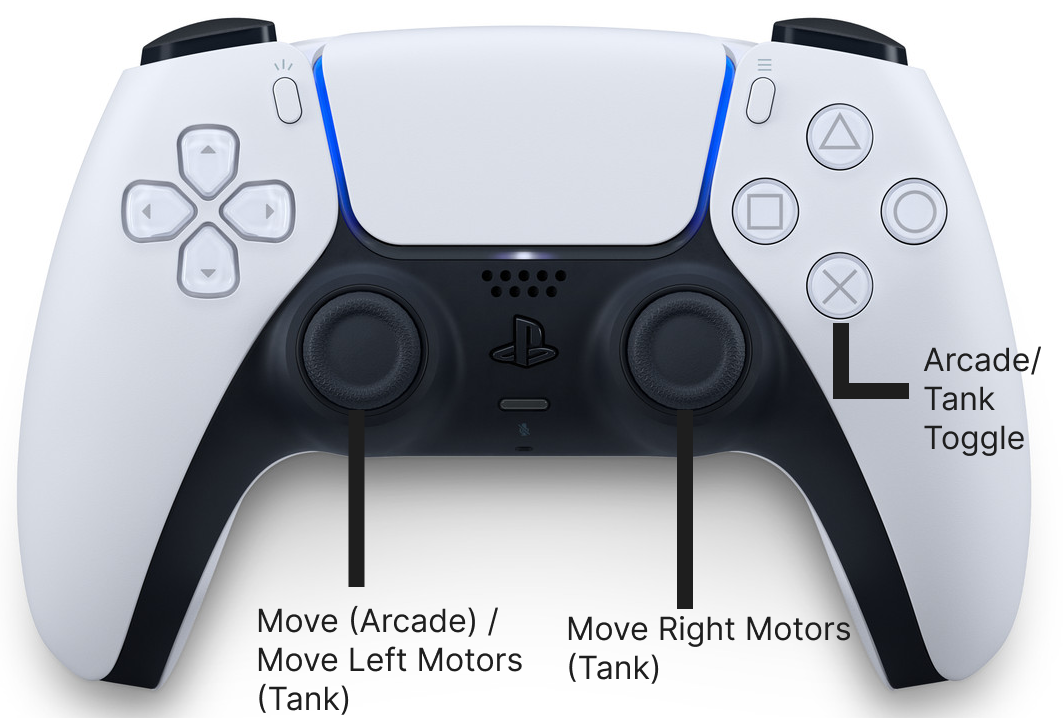 Arcade/
Tank
Toggle
Move (Arcade) /
Move Left Motors
(Tank)
Move Right Motors
(Tank)